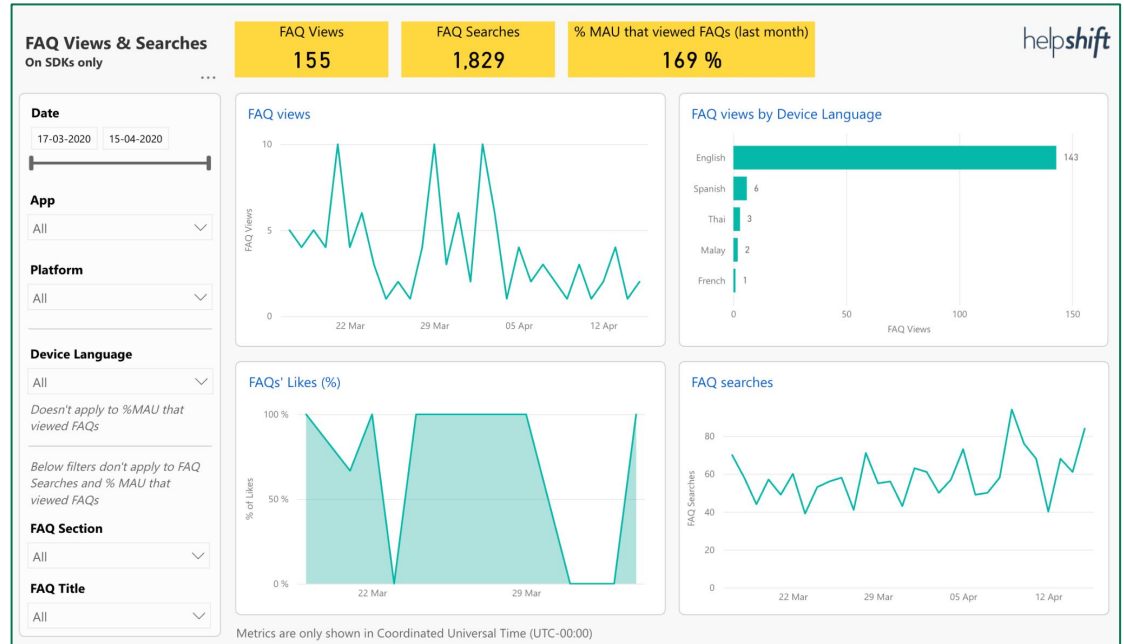 FAQ Views & Searches
On SDKs only
...
FAQ Views
155
FAQ Searches
1,829
% MAU that viewed FAQs (last month)
169 %
helpshift
Date
17-03-2020 15-04-2020
App
All
Platform
All
Device Language
All
Doesn't apply to %MAU that
viewed FAQs
Below filters don't apply to FAQ
Searches and % MAU that
viewed FAQs
FAQ Section
All
FAQ Title
All
FAQ views
FAQ Views
10
5
0
22 Mar 29 Mar 05 Apr 12 Apr
FAQ views by Device Language
English 143
Spanish 6
Thai 3
Malay 2
French 1
0 50 100 150
FAQ Views
FAQs' Likes (%)
% of Likes
100 %
50 %
0 %
22 Mar 29 Mar
FAQ searches
FAQ Searches
80
60
40
20
0
22 Mar 29 Mar 05 Apr 12 Apr
Metrics are only shown in Coordinated Universal Time (UTC-00:00)